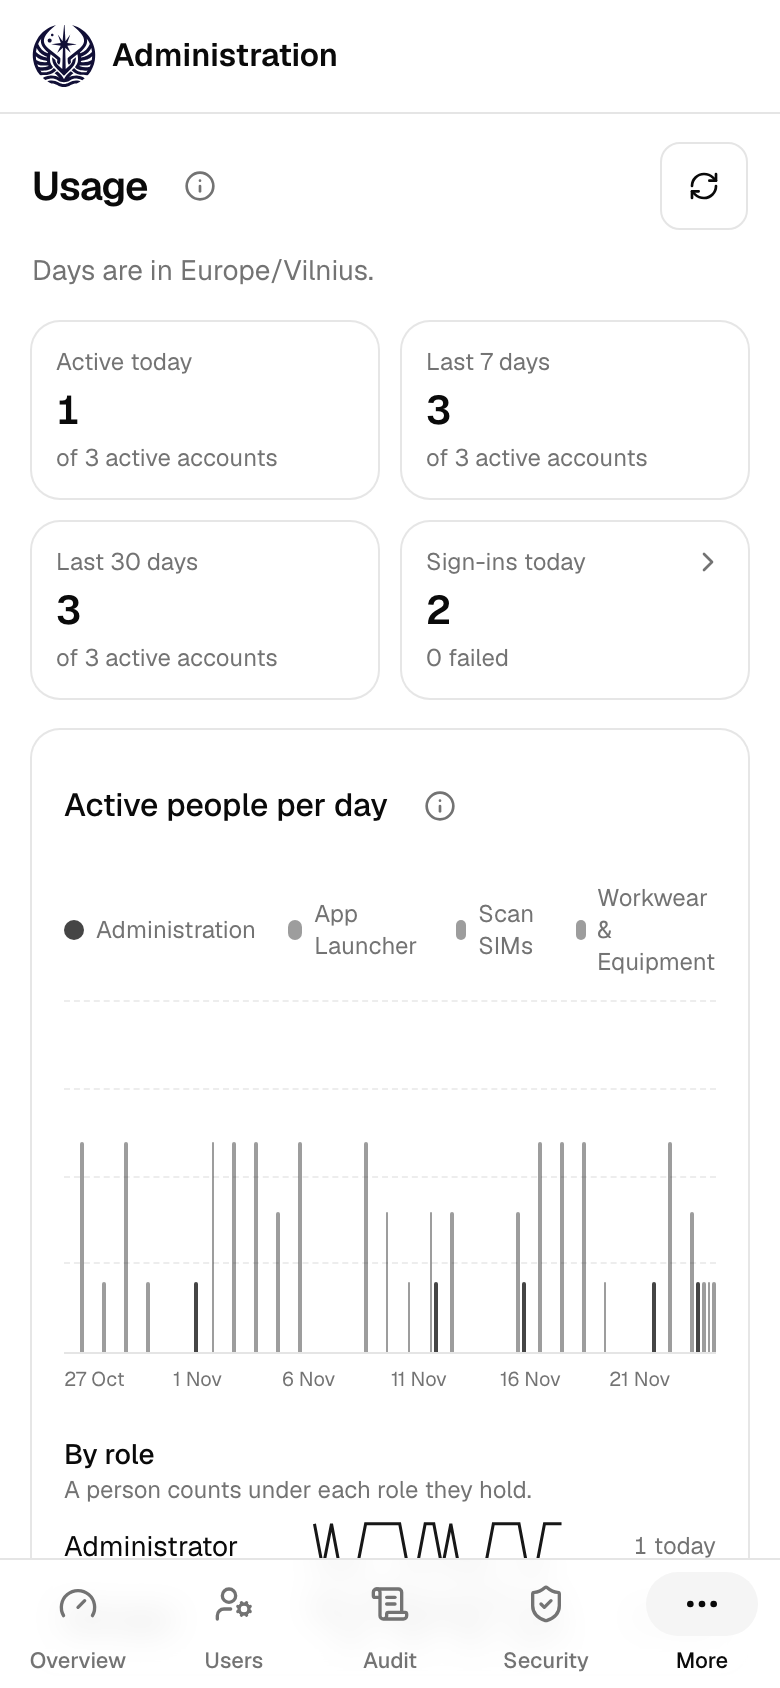 Administration
Usage
Days are in Europe/Vilnius.
Active today
1
of 3 active accounts
Last 7 days
3
of 3 active accounts
Last 30 days
3
of 3 active accounts
Sign-ins today
2
0 failed
Active people per day
Administration
App
Launcher
Scan
SIMs
Workwear
&
Equipment
27 Oct
1 Nov
6 Nov
11 Nov
16 Nov
21 Nov
By role
A person counts under each role they hold.
Administrator
1 today
Overview
Users
Audit
Security
More